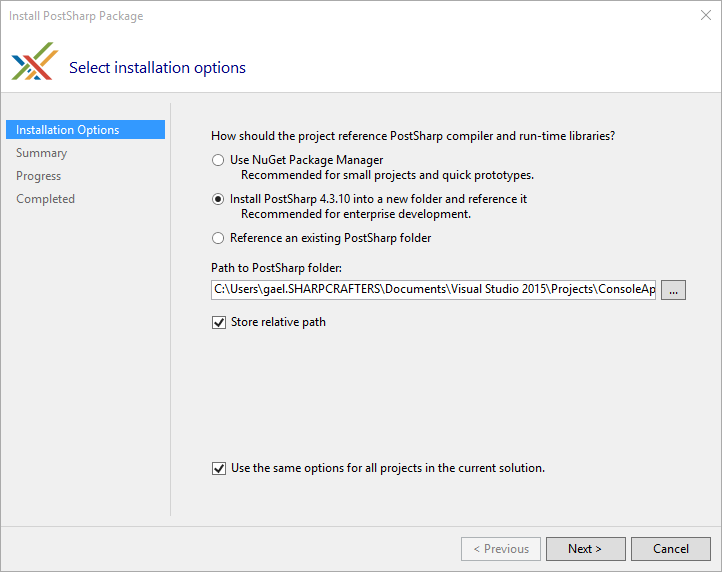 Install PostSharp Package
Select installation options
Installation Options
Summary
Progress
Completed
How should the project reference PostSharp compiler and run-time libraries?
Use NuGet Package Manager
Recommended for small projects and quick prototypes.
Install PostSharp 4.3.10 into a new folder and reference it
Recommended for enterprise development.
Reference an existing PostSharp folder
Path to PostSharp folder:
C:\Users\gael.SHARPCRAFTERS\Documents\Visual Studio 2015\Projects\ConsoleAp
...
Store relative path
Use the same options for all projects in the current solution.
< Previous
Next >
Cancel